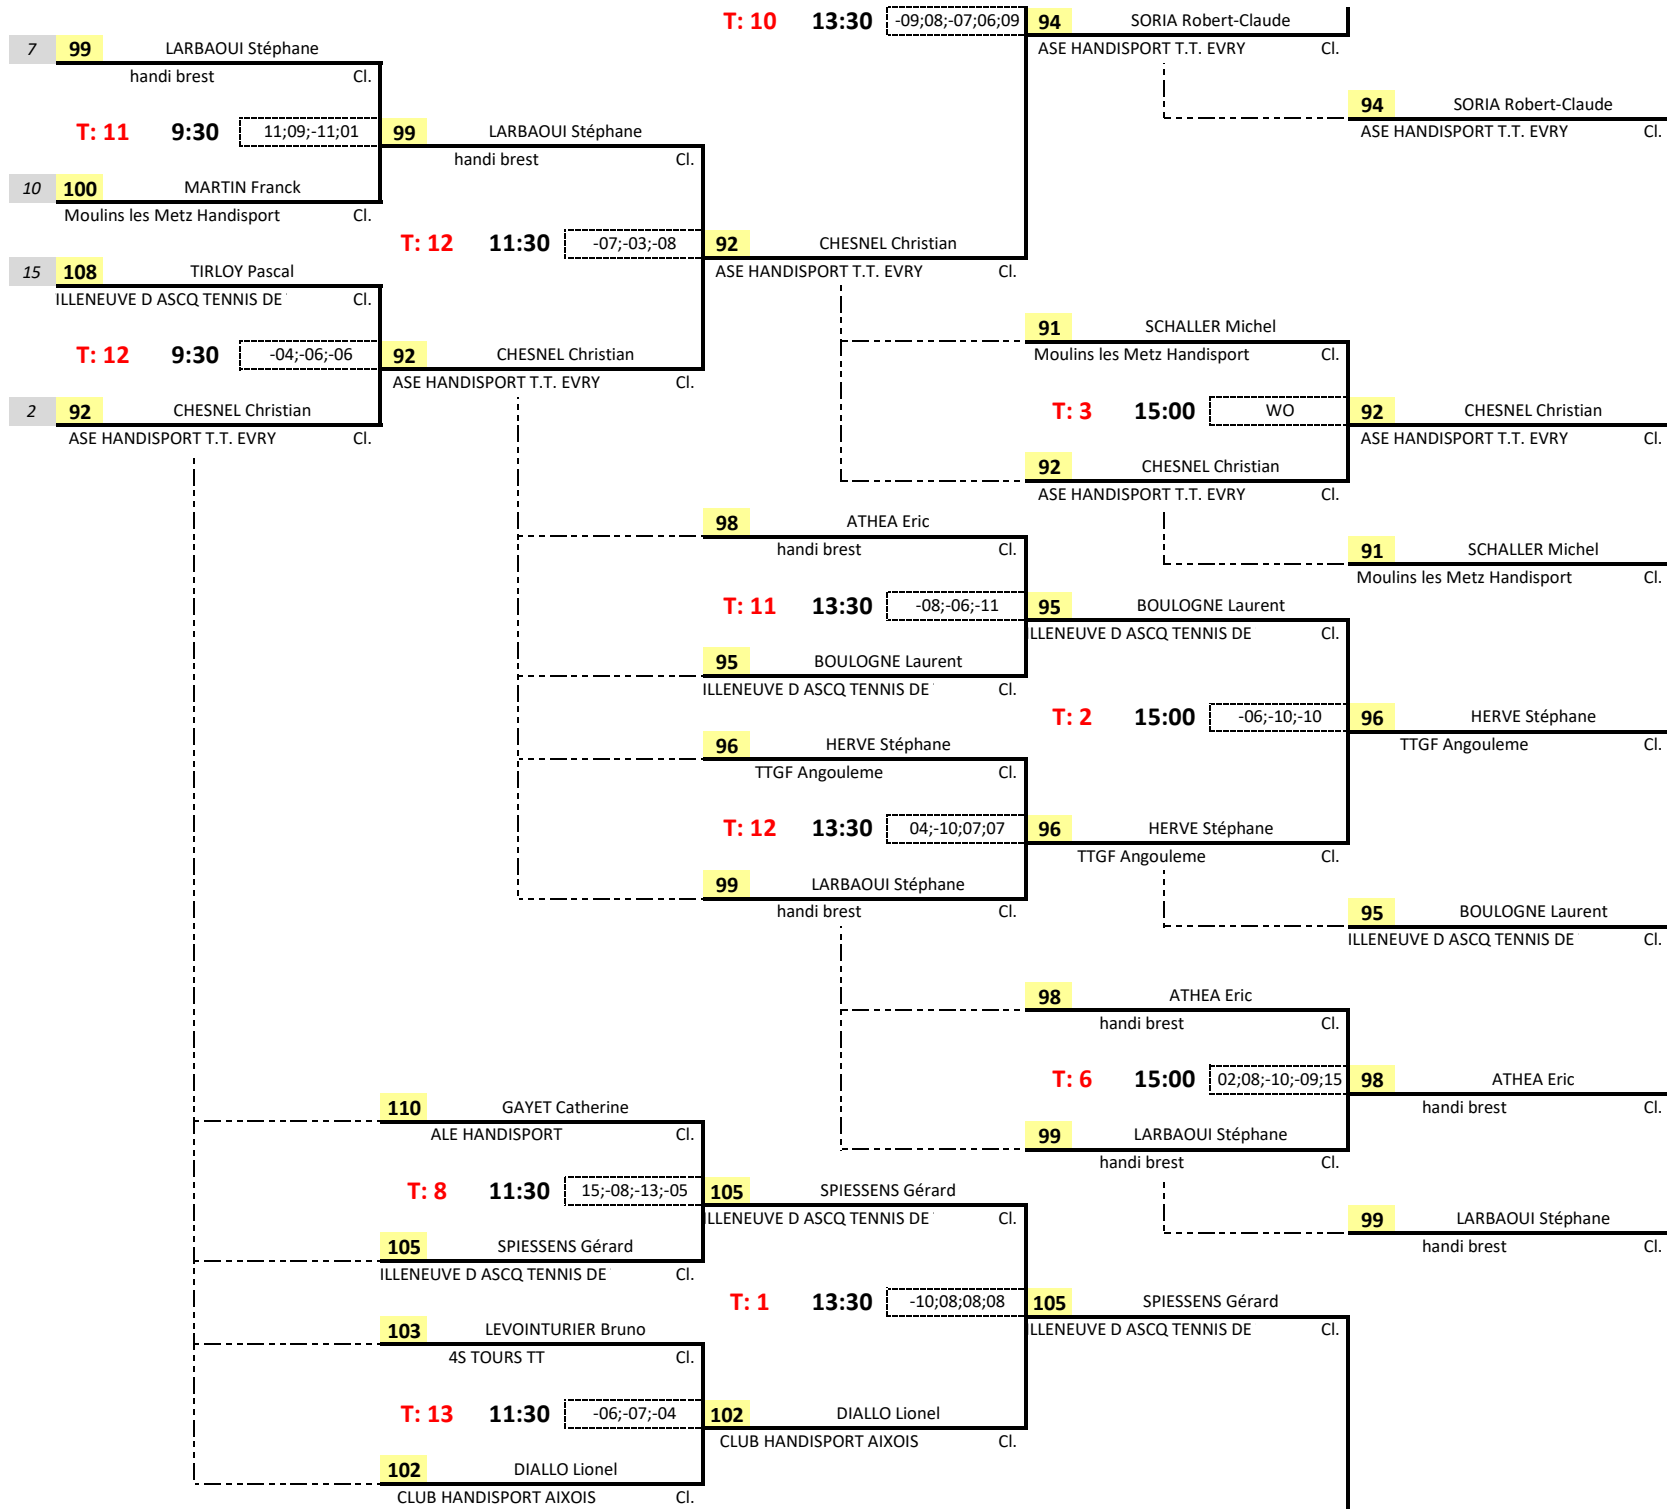 T: 10 13:30 -09;08;-07;06;09 94 SORIA Robert-Claude
ASE HANDISPORT T.T. EVRY Cl.
7 99 LARBAOUI Stéphane
handi brest Cl.
94 SORIA Robert-Claude
ASE HANDISPORT T.T. EVRY Cl.
T: 11 9:30 11;09;-11;01 99 LARBAOUI Stéphane
handi brest Cl.
10 100 MARTIN Franck
Moulins les Metz Handisport Cl.
T: 12 11:30 -07;-03;-08 92 CHESNEL Christian
ASE HANDISPORT T.T. EVRY Cl.
15 108 TIRLOY Pascal
ILLENEUVE D ASCQ TENNIS DE Cl.
91 SCHALLER Michel
Moulins les Metz Handisport Cl.
T: 12 9:30 -04;-06;-06 92 CHESNEL Christian
ASE HANDISPORT T.T. EVRY Cl.
2 92 CHESNEL Christian
ASE HANDISPORT T.T. EVRY Cl.
T: 3 15:00 WO 92 CHESNEL Christian
ASE HANDISPORT T.T. EVRY Cl.
92 CHESNEL Christian
ASE HANDISPORT T.T. EVRY Cl.
98 ATHEA Eric
handi brest Cl.
91 SCHALLER Michel
Moulins les Metz Handisport Cl.
T: 11 13:30 -08;-06;-11 95 BOULOGNE Laurent
ILLENEUVE D ASCQ TENNIS DE Cl.
95 BOULOGNE Laurent
ILLENEUVE D ASCQ TENNIS DE Cl.
T: 2 15:00 -06;-10;-10 96 HERVE Stéphane
TTGF Angouleme Cl.
96 HERVE Stéphane
TTGF Angouleme Cl.
T: 12 13:30 04;-10;07;07 96 HERVE Stéphane
TTGF Angouleme Cl.
99 LARBAOUI Stéphane
handi brest Cl.
95 BOULOGNE Laurent
ILLENEUVE D ASCQ TENNIS DE Cl.
98 ATHEA Eric
handi brest Cl.
T: 6 15:00 02;08;-10;-09;15 98 ATHEA Eric
handi brest Cl.
110 GAYET Catherine
ALE HANDISPORT Cl.
99 LARBAOUI Stéphane
handi brest Cl.
T: 8 11:30 15;-08;-13;-05 105 SPIESSENS Gérard
ILLENEUVE D ASCQ TENNIS DE Cl.
99 LARBAOUI Stéphane
handi brest Cl.
105 SPIESSENS Gérard
ILLENEUVE D ASCQ TENNIS DE Cl.
T: 1 13:30 -10;08;08;08 105 SPIESSENS Gérard
ILLENEUVE D ASCQ TENNIS DE Cl.
103 LEVOINTURIER Bruno
4S TOURS TT Cl.
T: 13 11:30 -06;-07;-04 102 DIALLO Lionel
CLUB HANDISPORT AIXOIS Cl.
102 DIALLO Lionel
CLUB HANDISPORT AIXOIS Cl.